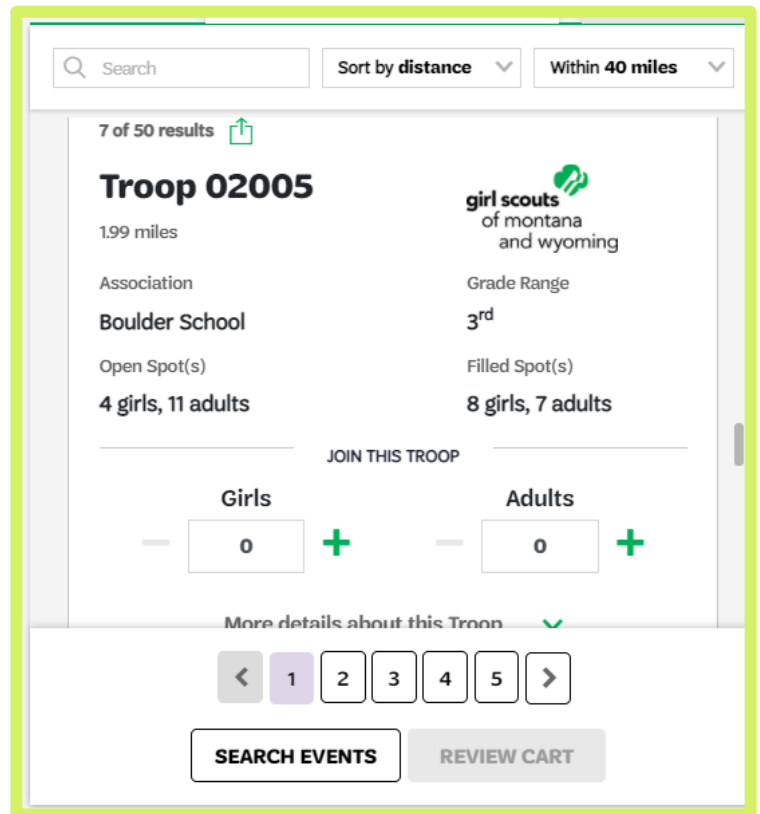 Search
Sort by distance
Within 40 miles
7 of 50 results
Troop 02005
1.99 miles
girl scouts
of montana
and wyoming
Association
Grade Range
Boulder School
3rd
Open Spot(s)
Filled Spot(s)
4 girls, 11 adults
8 girls, 7 adults
JOIN THIS TROOP
Girls
Adults
0
0
More details about this Troop
1 2 3 4 5
SEARCH EVENTS
REVIEW CART